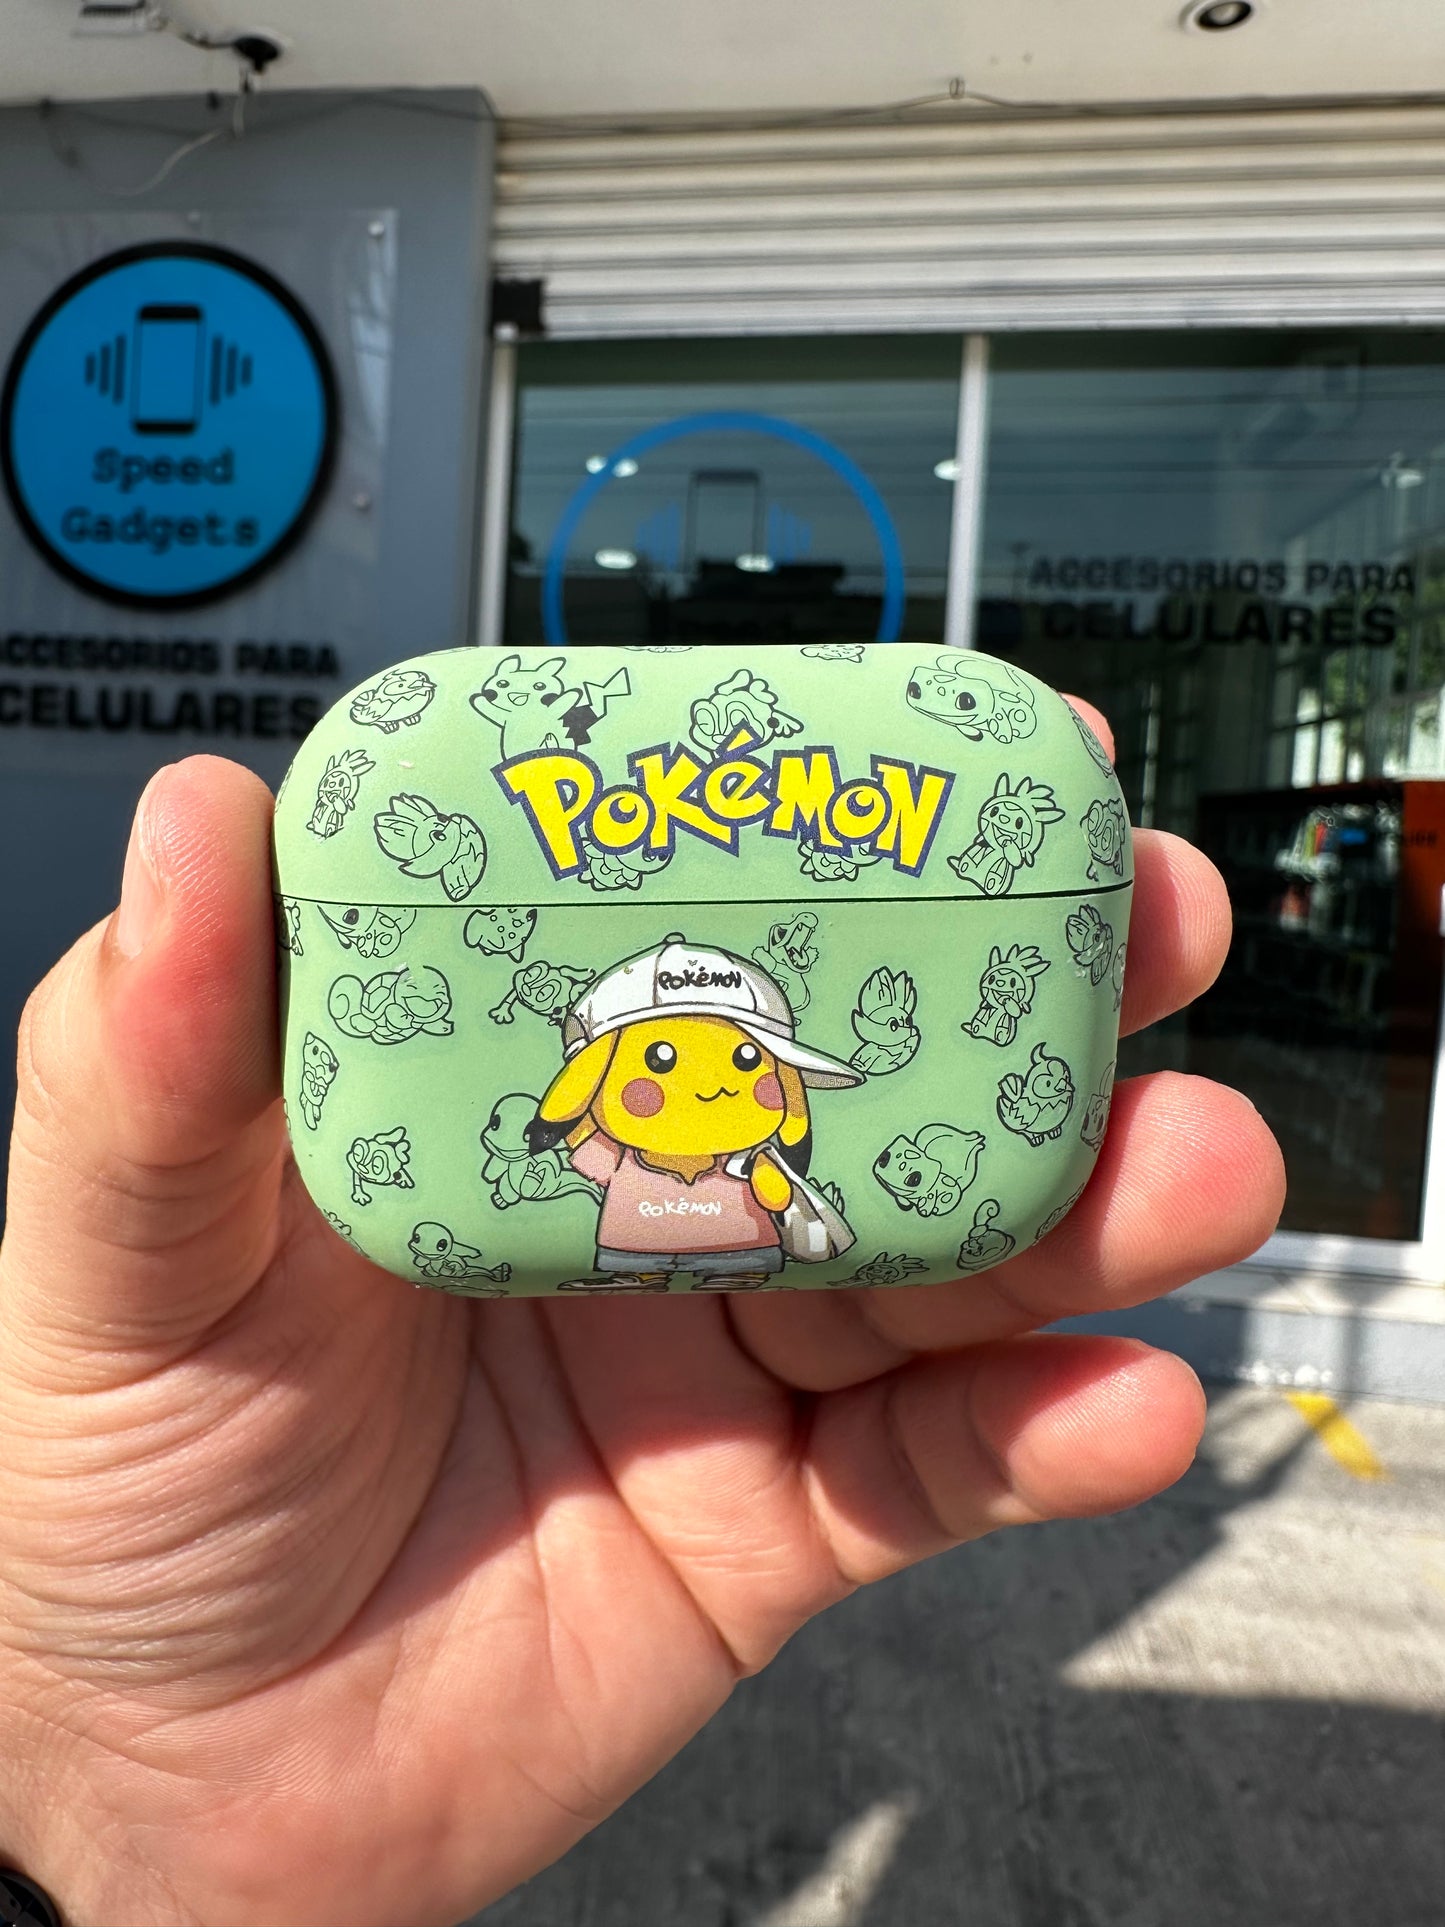 Speed
Gadgets
ACCESORIOS PARA
CELULARES
ACCESORIOS PARA
CELULARES
POKéMON
POKéMON
POKéMON